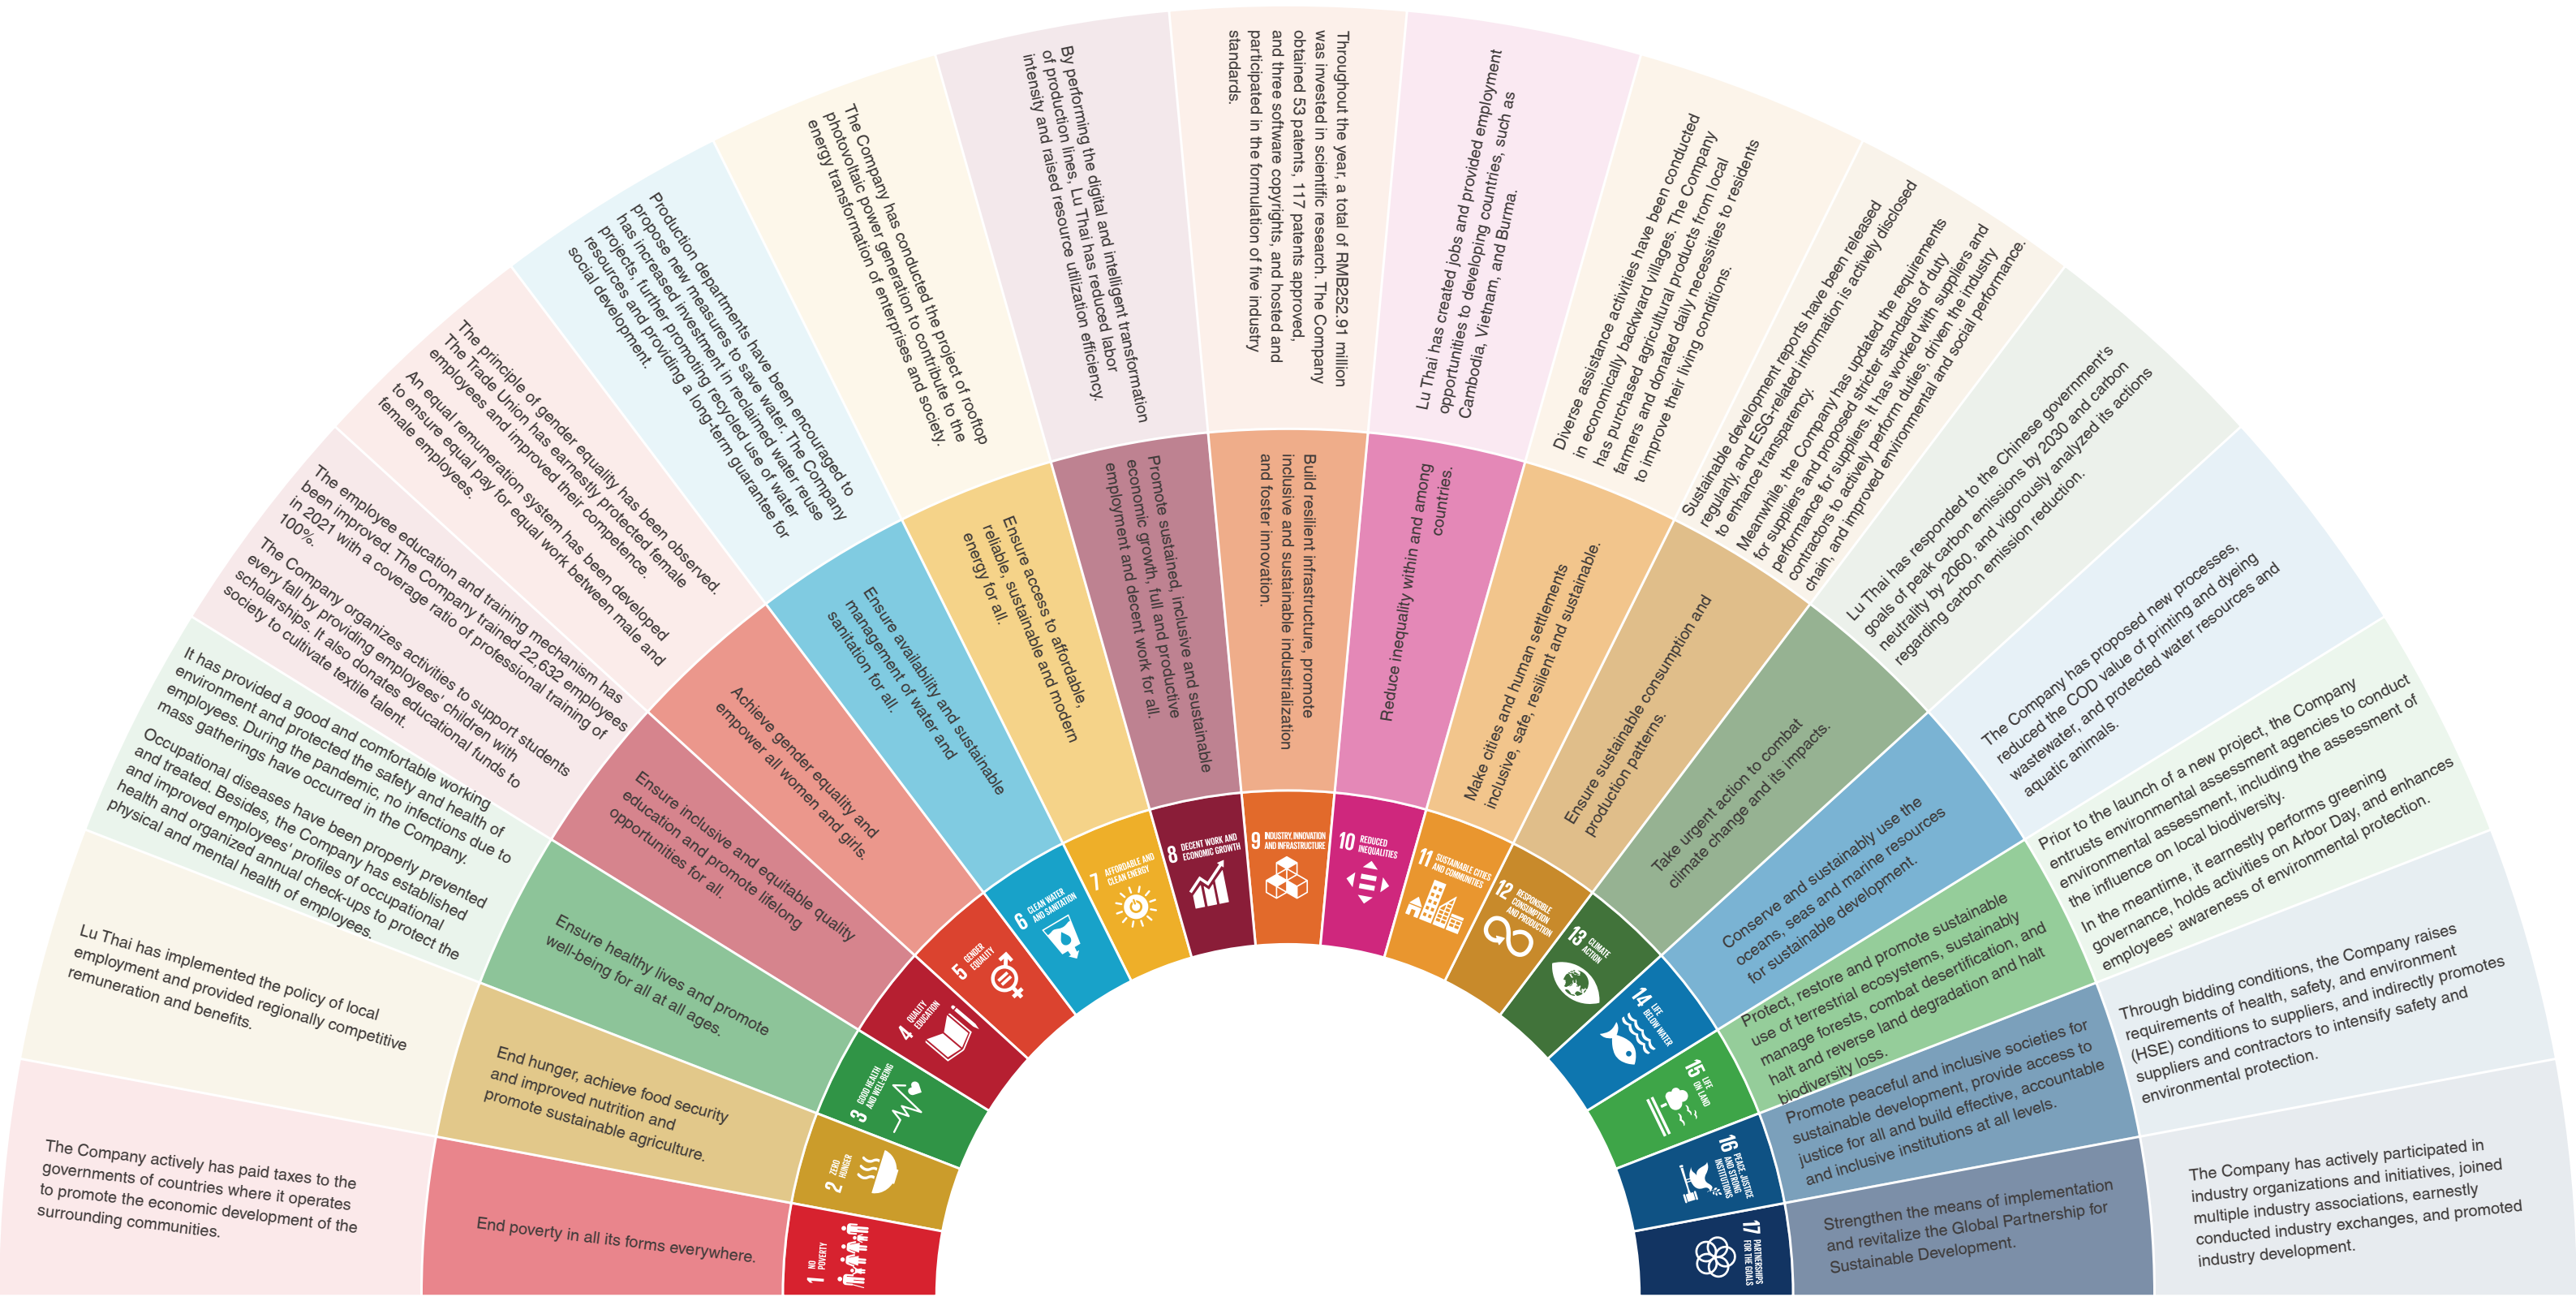 The Company actively has paid taxes to the
governments of countries where it operates
to promote the economic development of the
surrounding communities.
End poverty in all its forms everywhere.
1 NO
POVERTY
Lu Thai has implemented the policy of local
employment and provided regionally competitive
remuneration and benefits.
End hunger, achieve food security
and improved nutrition and
promote sustainable agriculture.
2 ZERO
HUNGER
It has provided a good and comfortable working
environment and protected the safety and health of
employees. During the pandemic, no infections due to
mass gatherings have occurred in the Company.
Occupational diseases have been properly prevented
and treated. Besides, the Company has established
and improved employees' profiles of occupational
health and organized annual check-ups to protect the
physical and mental health of employees.
Ensure healthy lives and promote
well-being for all at all ages.
3 GOOD HEALTH
AND WELL-BEING
The employee education and training mechanism has
been improved. The Company trained 22,632 employees
in 2021 with a coverage ratio of professional training of
100%.
The Company organizes activities to support students
every fall by providing employees' children with
scholarships. It also donates educational funds to
society to cultivate textile talent.
Ensure inclusive and equitable quality
education and promote lifelong
opportunities for all.
4 QUALITY
EDUCATION
The principle of gender equality has been observed.
The Trade Union has earnestly protected female
employees and improved their competence.
An equal remuneration system has been developed
to ensure equal pay for equal work between male and
female employees.
Achieve gender equality and
empower all women and girls.
5 GENDER
EQUALITY
Production departments have been encouraged to
propose new measures to save water. The Company
has increased investment in reclaimed water reuse
projects, further promoting recycled use of water
resources and providing a long-term guarantee for
social development.
Ensure availability and sustainable
management of water and
sanitation for all.
6 CLEAN WATER
AND SANITATION
The Company has conducted the project of rooftop
photovoltaic power generation to contribute to the
energy transformation of enterprises and society.
Ensure access to affordable,
reliable, sustainable and modern
energy for all.
7 AFFORDABLE AND
CLEAN ENERGY
By performing the digital and intelligent transformation
of production lines, Lu Thai has reduced labor
intensity and raised resource utilization efficiency.
Promote sustained, inclusive and sustainable
economic growth, full and productive
employment and decent work for all.
8 DECENT WORK AND
ECONOMIC GROWTH
Throughout the year, a total of RMB252.91 million
was invested in scientific research. The Company
obtained 53 patents, 117 patents approved,
and three software copyrights, and hosted and
participated in the formulation of five industry
standards.
Build resilient infrastructure, promote
inclusive and sustainable industrialization
and foster innovation.
9 INDUSTRY, INNOVATION
AND INFRASTRUCTURE
Lu Thai has created jobs and provided employment
opportunities to developing countries, such as
Cambodia, Vietnam, and Burma.
Reduce inequality within and among
countries.
10 REDUCED
INEQUALITIES
Diverse assistance activities have been conducted
in economically backward villages. The Company
has purchased agricultural products from local
farmers and donated daily necessities to residents
to improve their living conditions.
Make cities and human settlements
inclusive, safe, resilient and sustainable.
11 SUSTAINABLE CITIES
AND COMMUNITIES
Sustainable development reports have been released
regularly, and ESG-related information is actively disclosed
to enhance transparency.
Meanwhile, the Company has updated the requirements
for suppliers and proposed stricter standards of duty
performance for suppliers. It has worked with suppliers and
contractors to actively perform duties, driven the industry
chain, and improved environmental and social performance.
Ensure sustainable consumption and
production patterns.
12 RESPONSIBLE
CONSUMPTION
AND PRODUCTION
Lu Thai has responded to the Chinese government's
goals of peak carbon emissions by 2030 and carbon
neutrality by 2060, and vigorously analyzed its actions
regarding carbon emission reduction.
Take urgent action to combat
climate change and its impacts.
13 CLIMATE
ACTION
The Company has proposed new processes,
reduced the COD value of printing and dyeing
wastewater, and protected water resources and
aquatic animals.
Conserve and sustainably use the
oceans, seas and marine resources
for sustainable development.
14 LIFE
BELOW WATER
Prior to the launch of a new project, the Company
entrusts environmental assessment agencies to conduct
environmental assessment, including the assessment of
the influence on local biodiversity.
In the meantime, it earnestly performs greening
governance, holds activities on Arbor Day, and enhances
employees' awareness of environmental protection.
Protect, restore and promote sustainable
use of terrestrial ecosystems, sustainably
manage forests, combat desertification, and
halt and reverse land degradation and halt
biodiversity loss.
15 LIFE
ON LAND
Through bidding conditions, the Company raises
requirements of health, safety, and environment
(HSE) conditions to suppliers, and indirectly promotes
suppliers and contractors to intensify safety and
environmental protection.
Promote peaceful and inclusive societies for
sustainable development, provide access to
justice for all and build effective, accountable
and inclusive institutions at all levels.
16 PEACE, JUSTICE
AND STRONG
INSTITUTIONS
The Company has actively participated in
industry organizations and initiatives, joined
multiple industry associations, earnestly
conducted industry exchanges, and promoted
industry development.
Strengthen the means of implementation
and revitalize the Global Partnership for
Sustainable Development.
17 PARTNERSHIPS
FOR THE GOALS